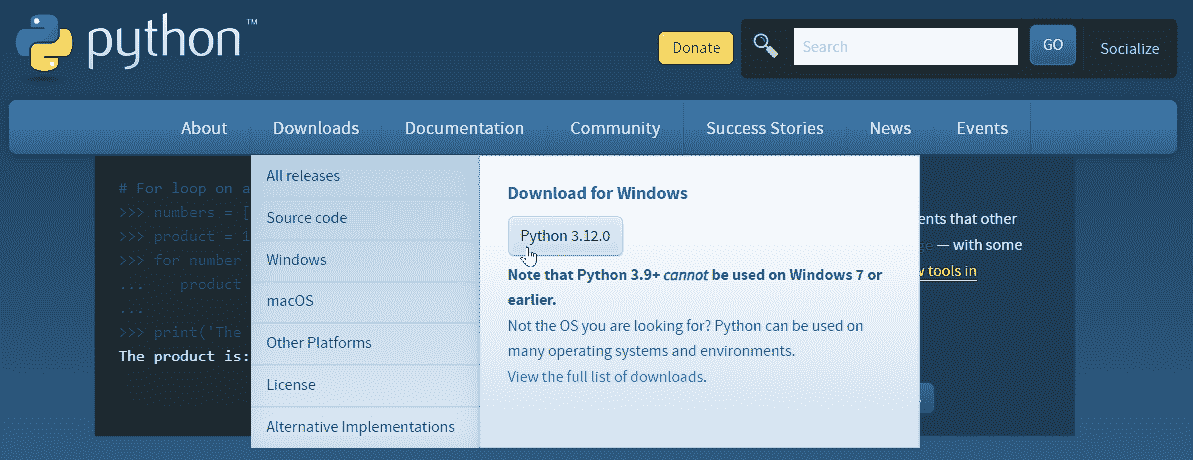 python™
Donate
Search
GO
Socialize
About
Downloads
Documentation
Community
Success Stories
News
Events
All releases
Source code
Windows
macOS
Other Platforms
License
Alternative Implementations
Download for Windows
Python 3.12.0
Note that Python 3.9+ cannot be used on Windows 7 or
earlier.
Not the OS you are looking for? Python can be used on
many operating systems and environments.
View the full list of downloads.
# For loop on a
>>> numbers = [
>>> product = 1
>>> for number
... product
...
>>> print('The
The product is:
ents that other
— with some
tools in